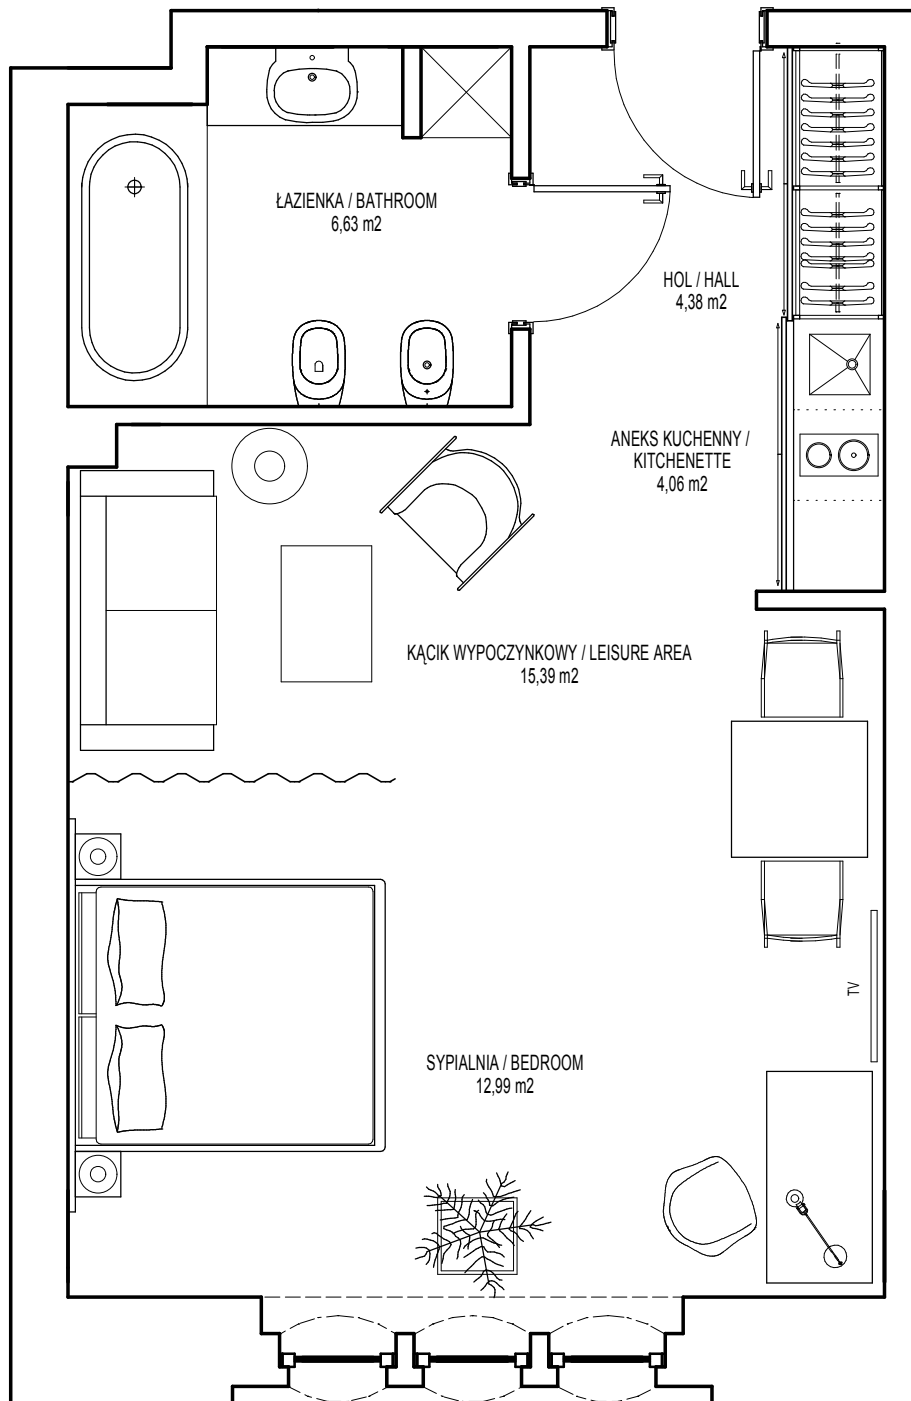 ŁAZIENKA / BATHROOM
6,63 m2
HOL / HALL
4,38 m2
ANEKS KUCHENNY /
KITCHENETTE
4,06 m2
KĄCIK WYPOCZYNKOWY / LEISURE AREA
15,39 m2
TV
SYPIALNIA / BEDROOM
12,99 m2